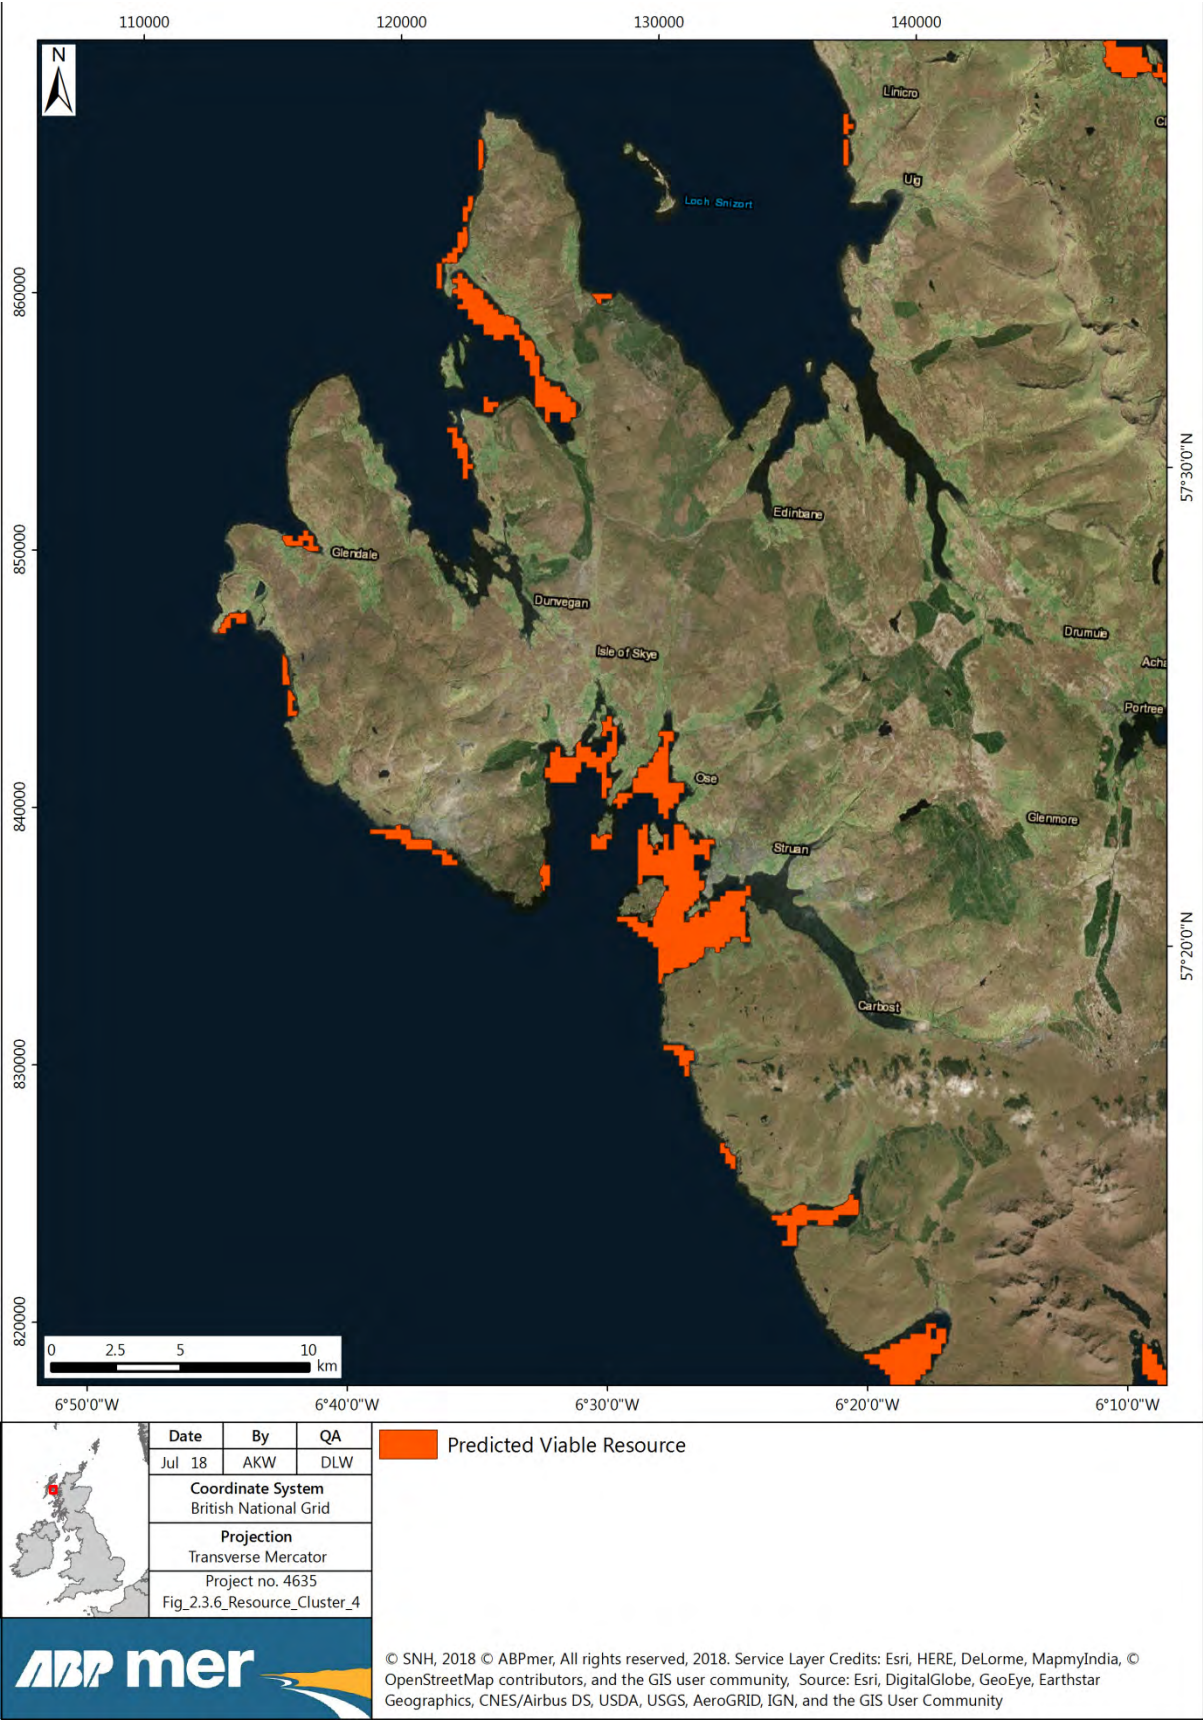 110000 120000 130000 140000
N
Linicro
Uig
Loch Snizort
860000
57°30'0"N
Edinbane
850000
Glendale
Dunvegan
Drumuie
Isle of Skye
Acha
Portree
Ose
840000
Glenmore
Struan
57°20'0"N
Carbost
830000
820000
0 2.5 5 10
km
6°50'0"W 6°40'0"W 6°30'0"W 6°20'0"W 6°10'0"W
Date By QA
Jul 18 AKW DLW
Coordinate System
British National Grid
Projection
Transverse Mercator
Project no. 4635
Fig_2.3.6_Resource_Cluster_4
Predicted Viable Resource
ABP mer
© SNH, 2018 © ABPmer, All rights reserved, 2018. Service Layer Credits: Esri, HERE, DeLorme, MapmyIndia, ©
OpenStreetMap contributors, and the GIS user community, Source: Esri, DigitalGlobe, GeoEye, Earthstar
Geographics, CNES/Airbus DS, USDA, USGS, AeroGRID, IGN, and the GIS User Community